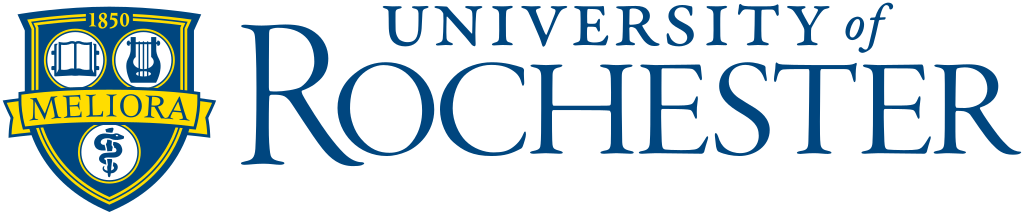 1850
MELIORA
UNIVERSITY of
ROCHESTER